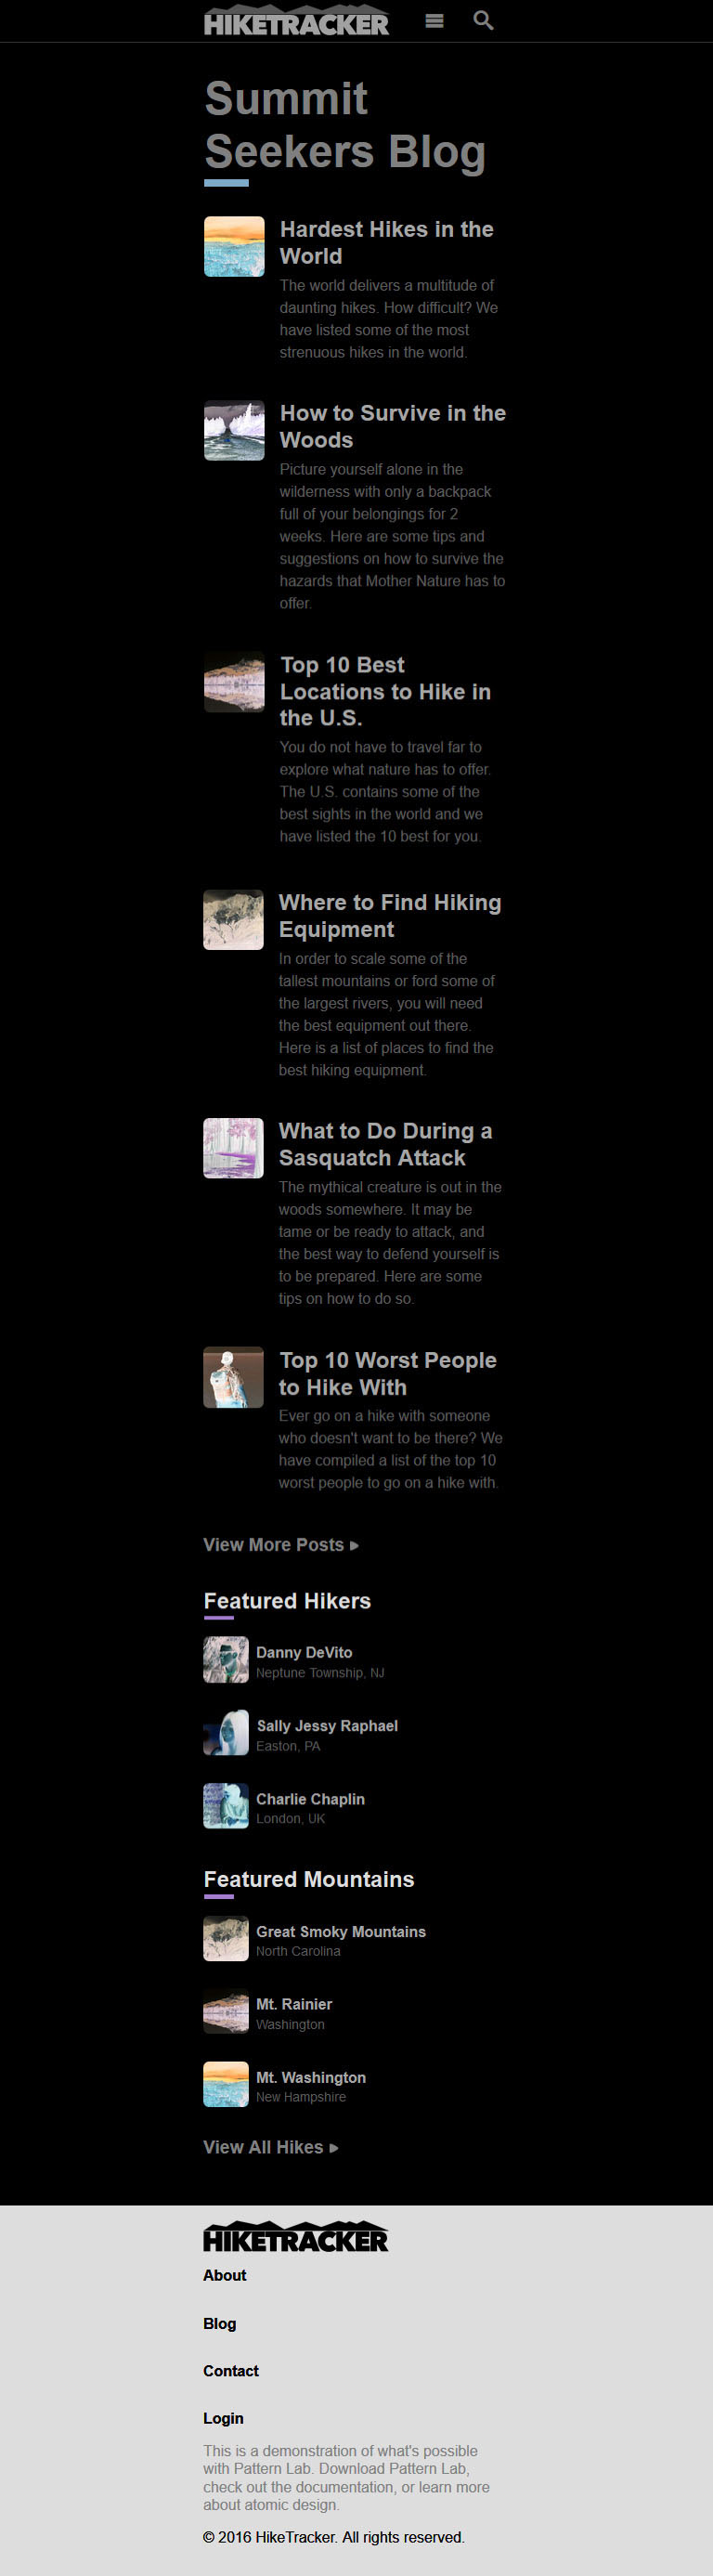 HIKETRACKER
Summit
Seekers Blog
Hardest Hikes in the
World
The world delivers a multitude of
daunting hikes. How difficult? We
have listed some of the most
strenuous hikes in the world.
How to Survive in the
Woods
Picture yourself alone in the
wilderness with only a backpack
full of your belongings for 2
weeks. Here are some tips and
suggestions on how to survive the
hazards that Mother Nature has to
offer.
Top 10 Best
Locations to Hike in
the U.S.
You do not have to travel far to
explore what nature has to offer.
The U.S. contains some of the
best sights in the world and we
have listed the 10 best for you.
Where to Find Hiking
Equipment
In order to scale some of the
tallest mountains or ford some of
the largest rivers, you will need
the best equipment out there.
Here is a list of places to find the
best hiking equipment.
What to Do During a
Sasquatch Attack
The mythical creature is out in the
woods somewhere. It may be
tame or be ready to attack, and
the best way to defend yourself is
to be prepared. Here are some
tips on how to do so.
Top 10 Worst People
to Hike With
Ever go on a hike with someone
who doesn't want to be there? We
have compiled a list of the top 10
worst people to go on a hike with.
View More Posts
Featured Hikers
Danny DeVito
Neptune Township, NJ
Sally Jessy Raphael
Easton, PA
Charlie Chaplin
London, UK
Featured Mountains
Great Smoky Mountains
North Carolina
Mt. Rainier
Washington
Mt. Washington
New Hampshire
View All Hikes
HIKETRACKER
About
Blog
Contact
Login
This is a demonstration of what's possible
with Pattern Lab. Download Pattern Lab,
check out the documentation, or learn more
about atomic design.
© 2016 HikeTracker. All rights reserved.